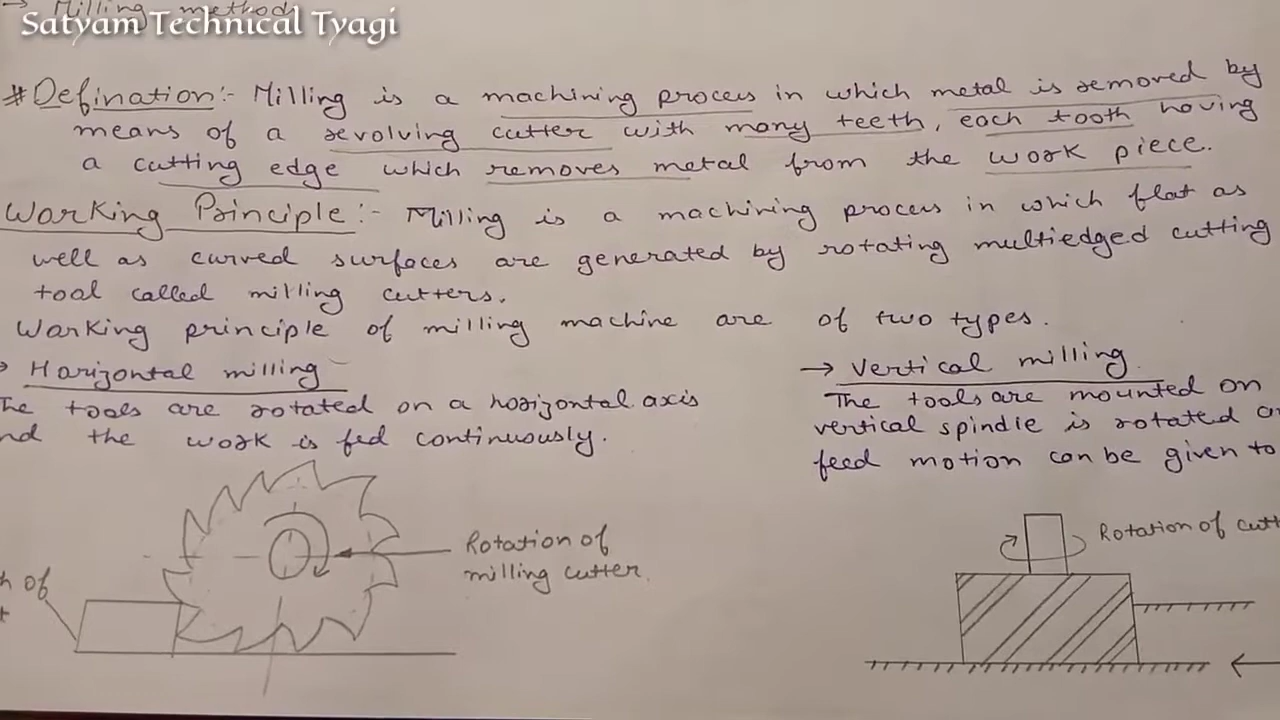 → Milling methods
Satyam Technical Tyagi
#Defination:- Milling is a machining process in which metal is removed by
means of a revolving cutter with many teeth, each tooth having
a cutting edge which removes metal from the work piece.
Working Principle:- Milling is a machining process in which flat as
well as curved surfaces are generated by rotating multiedged cutting
tool called milling cutters.
Working principle of milling machine are of two types.
→ Horizontal milling
The tools are rotated on a horizontal axis
nd the work is fed continuously.
→ Vertical milling.
The tools are mounted on
vertical spindle is rotated
feed motion can be given to
Rotation of
milling cutter.
of
Rotation of cutt